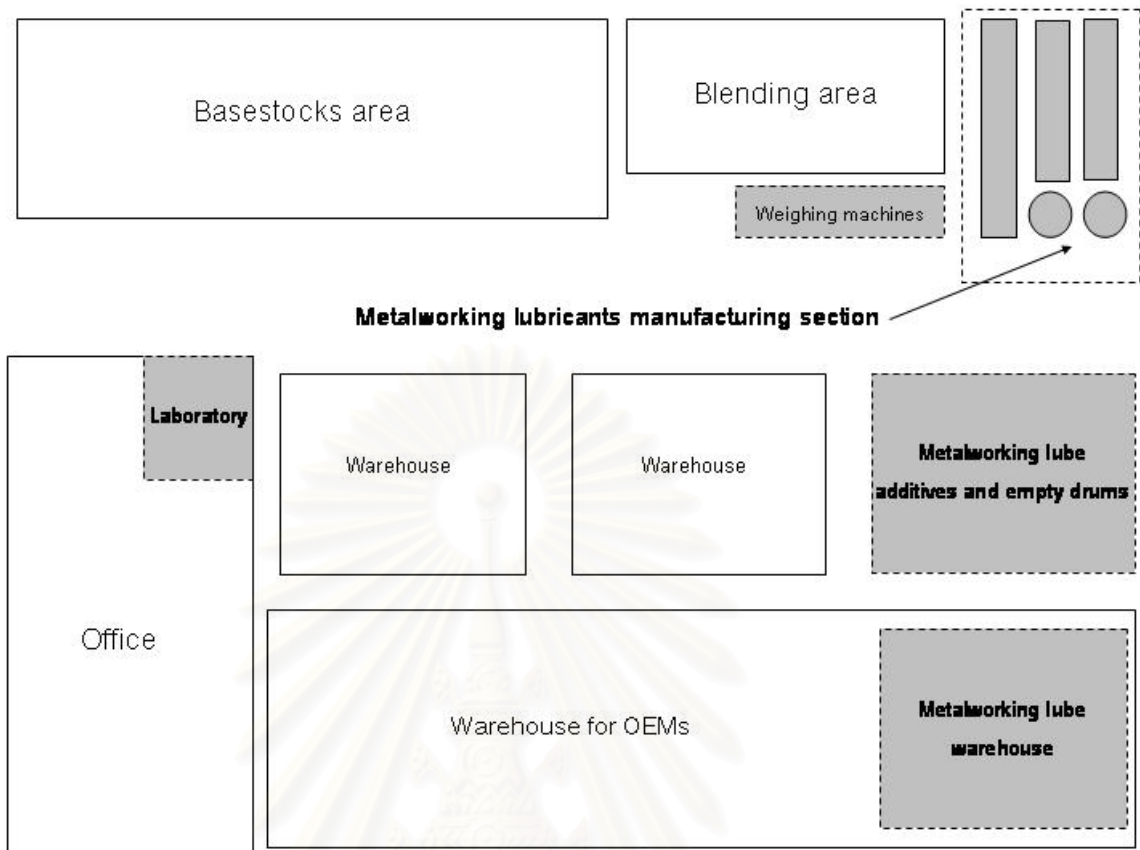 Basestocks area
Blending area
Weighing machines
Metalworking lubricants manufacturing section
Laboratory
Warehouse
Warehouse
Metalworking lube
additives and empty drums
Office
Warehouse for OEMs
Metalworking lube
warehouse